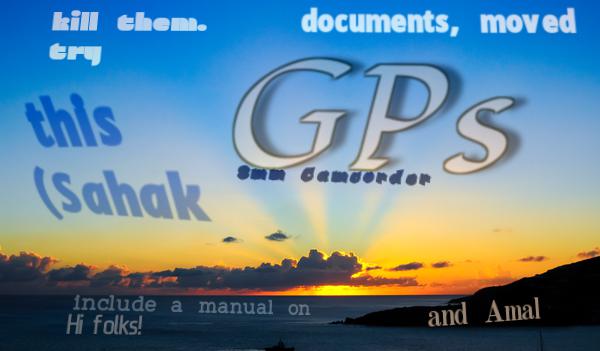 kill them.
try
documents, moved
GPs
this
(Sahak
8mm Camcorder
include a manual on
Hi folks!
and Amal